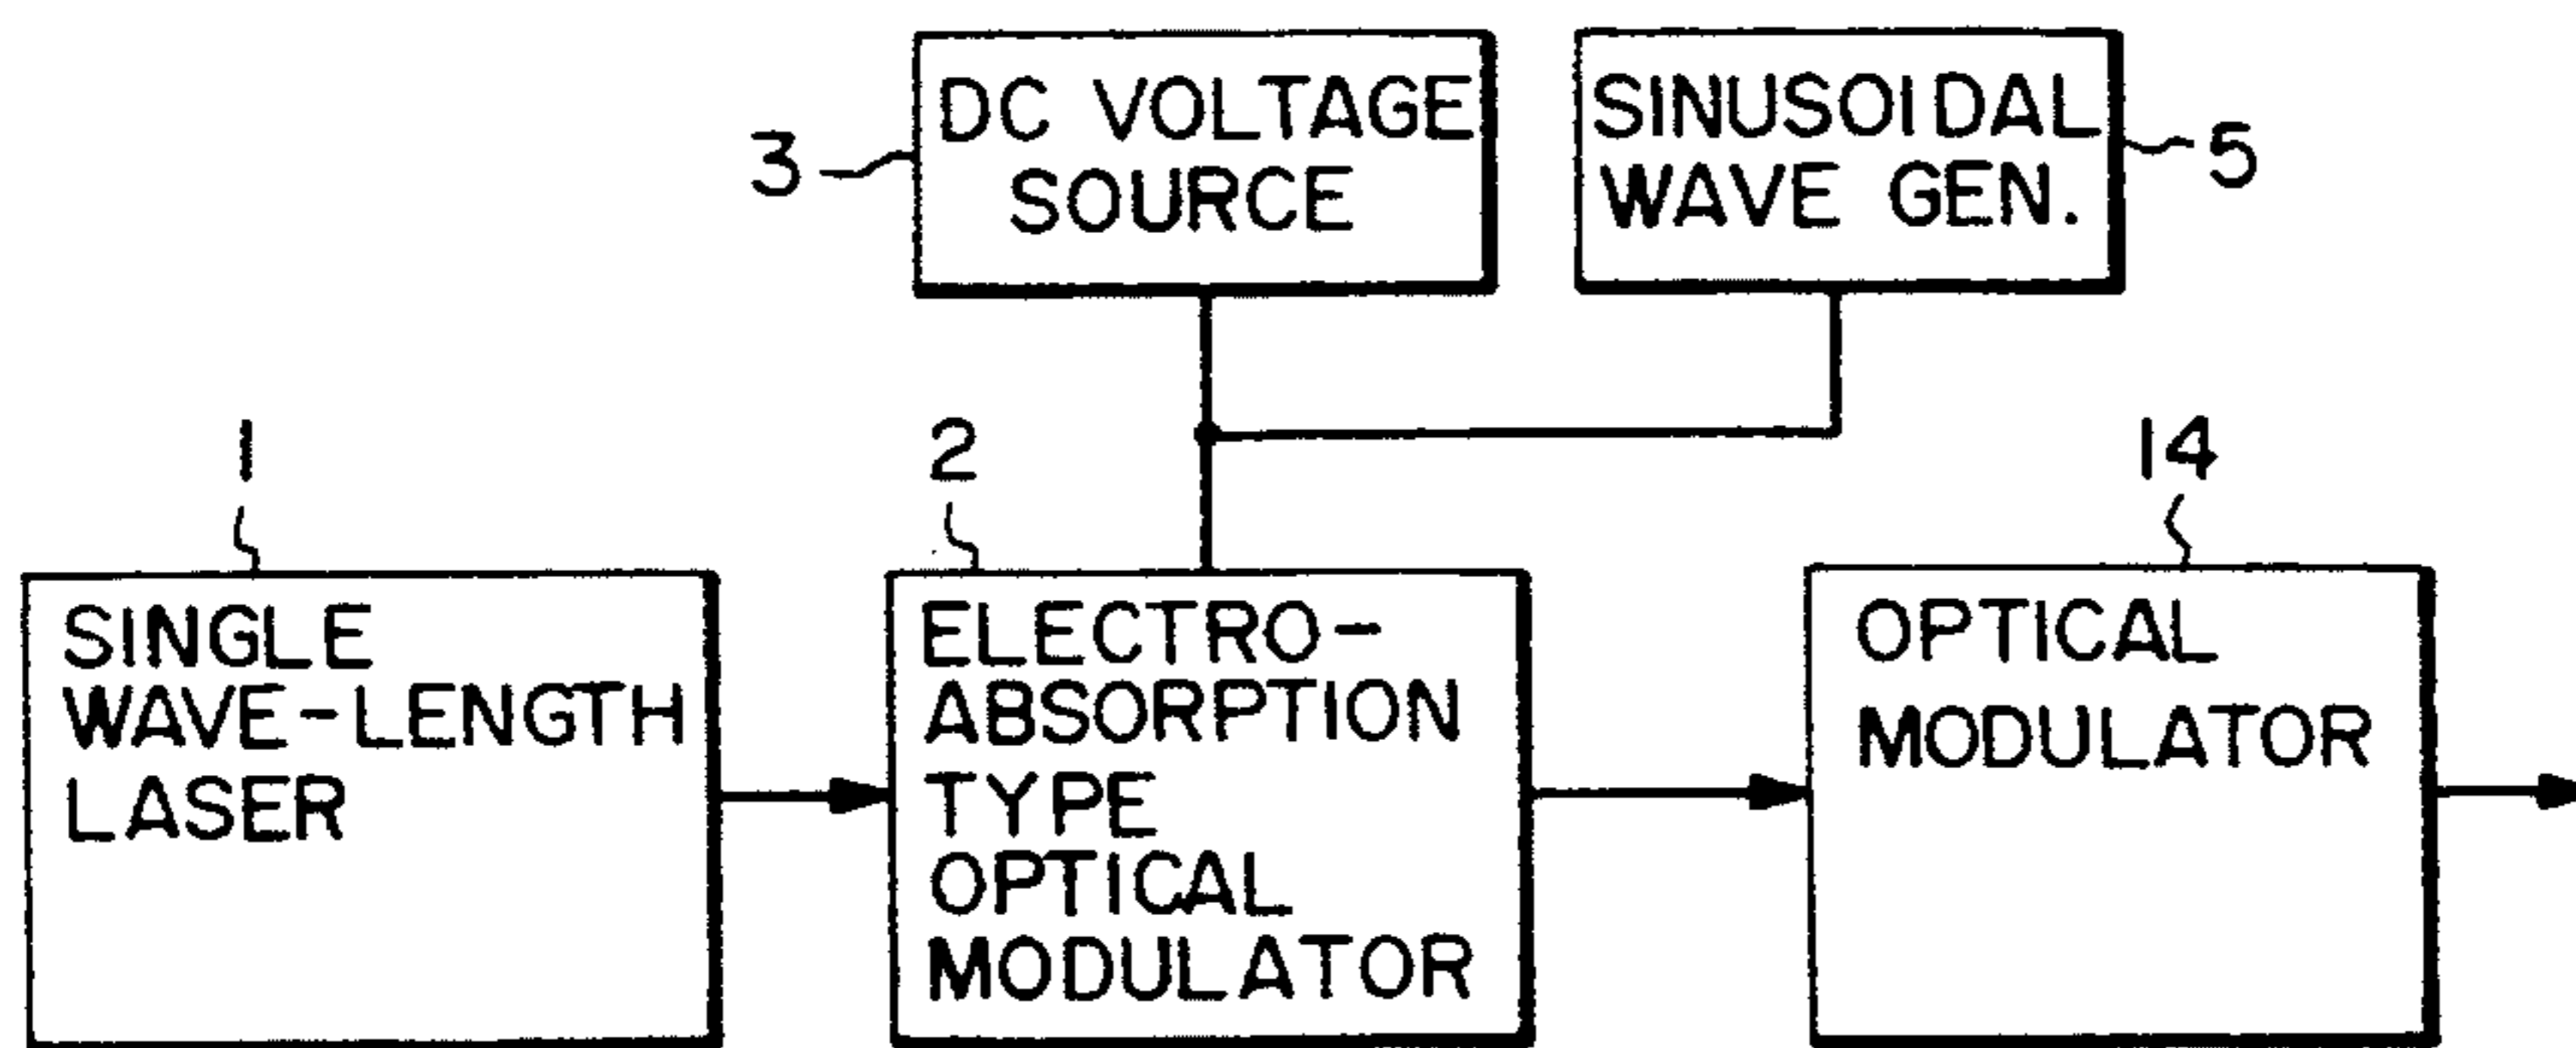 DC VOLTAGE
SOURCE
3
SINUSOIDAL
WAVE GEN.
5
1
SINGLE
WAVE-LENGTH
LASER
2
ELECTRO-
ABSORPTION
TYPE
OPTICAL
MODULATOR
14
OPTICAL
MODULATOR